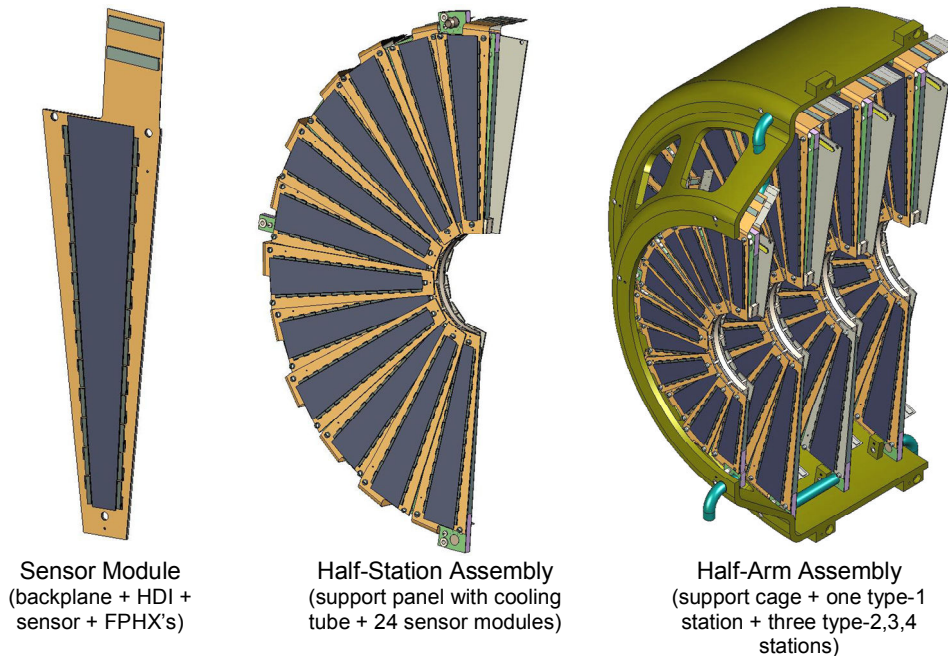 Sensor Module
(backplane + HDI +
sensor + FPHX's)
Half-Station Assembly
(support panel with cooling
tube + 24 sensor modules)
Half-Arm Assembly
(support cage + one type-1
station + three type-2,3,4
stations)